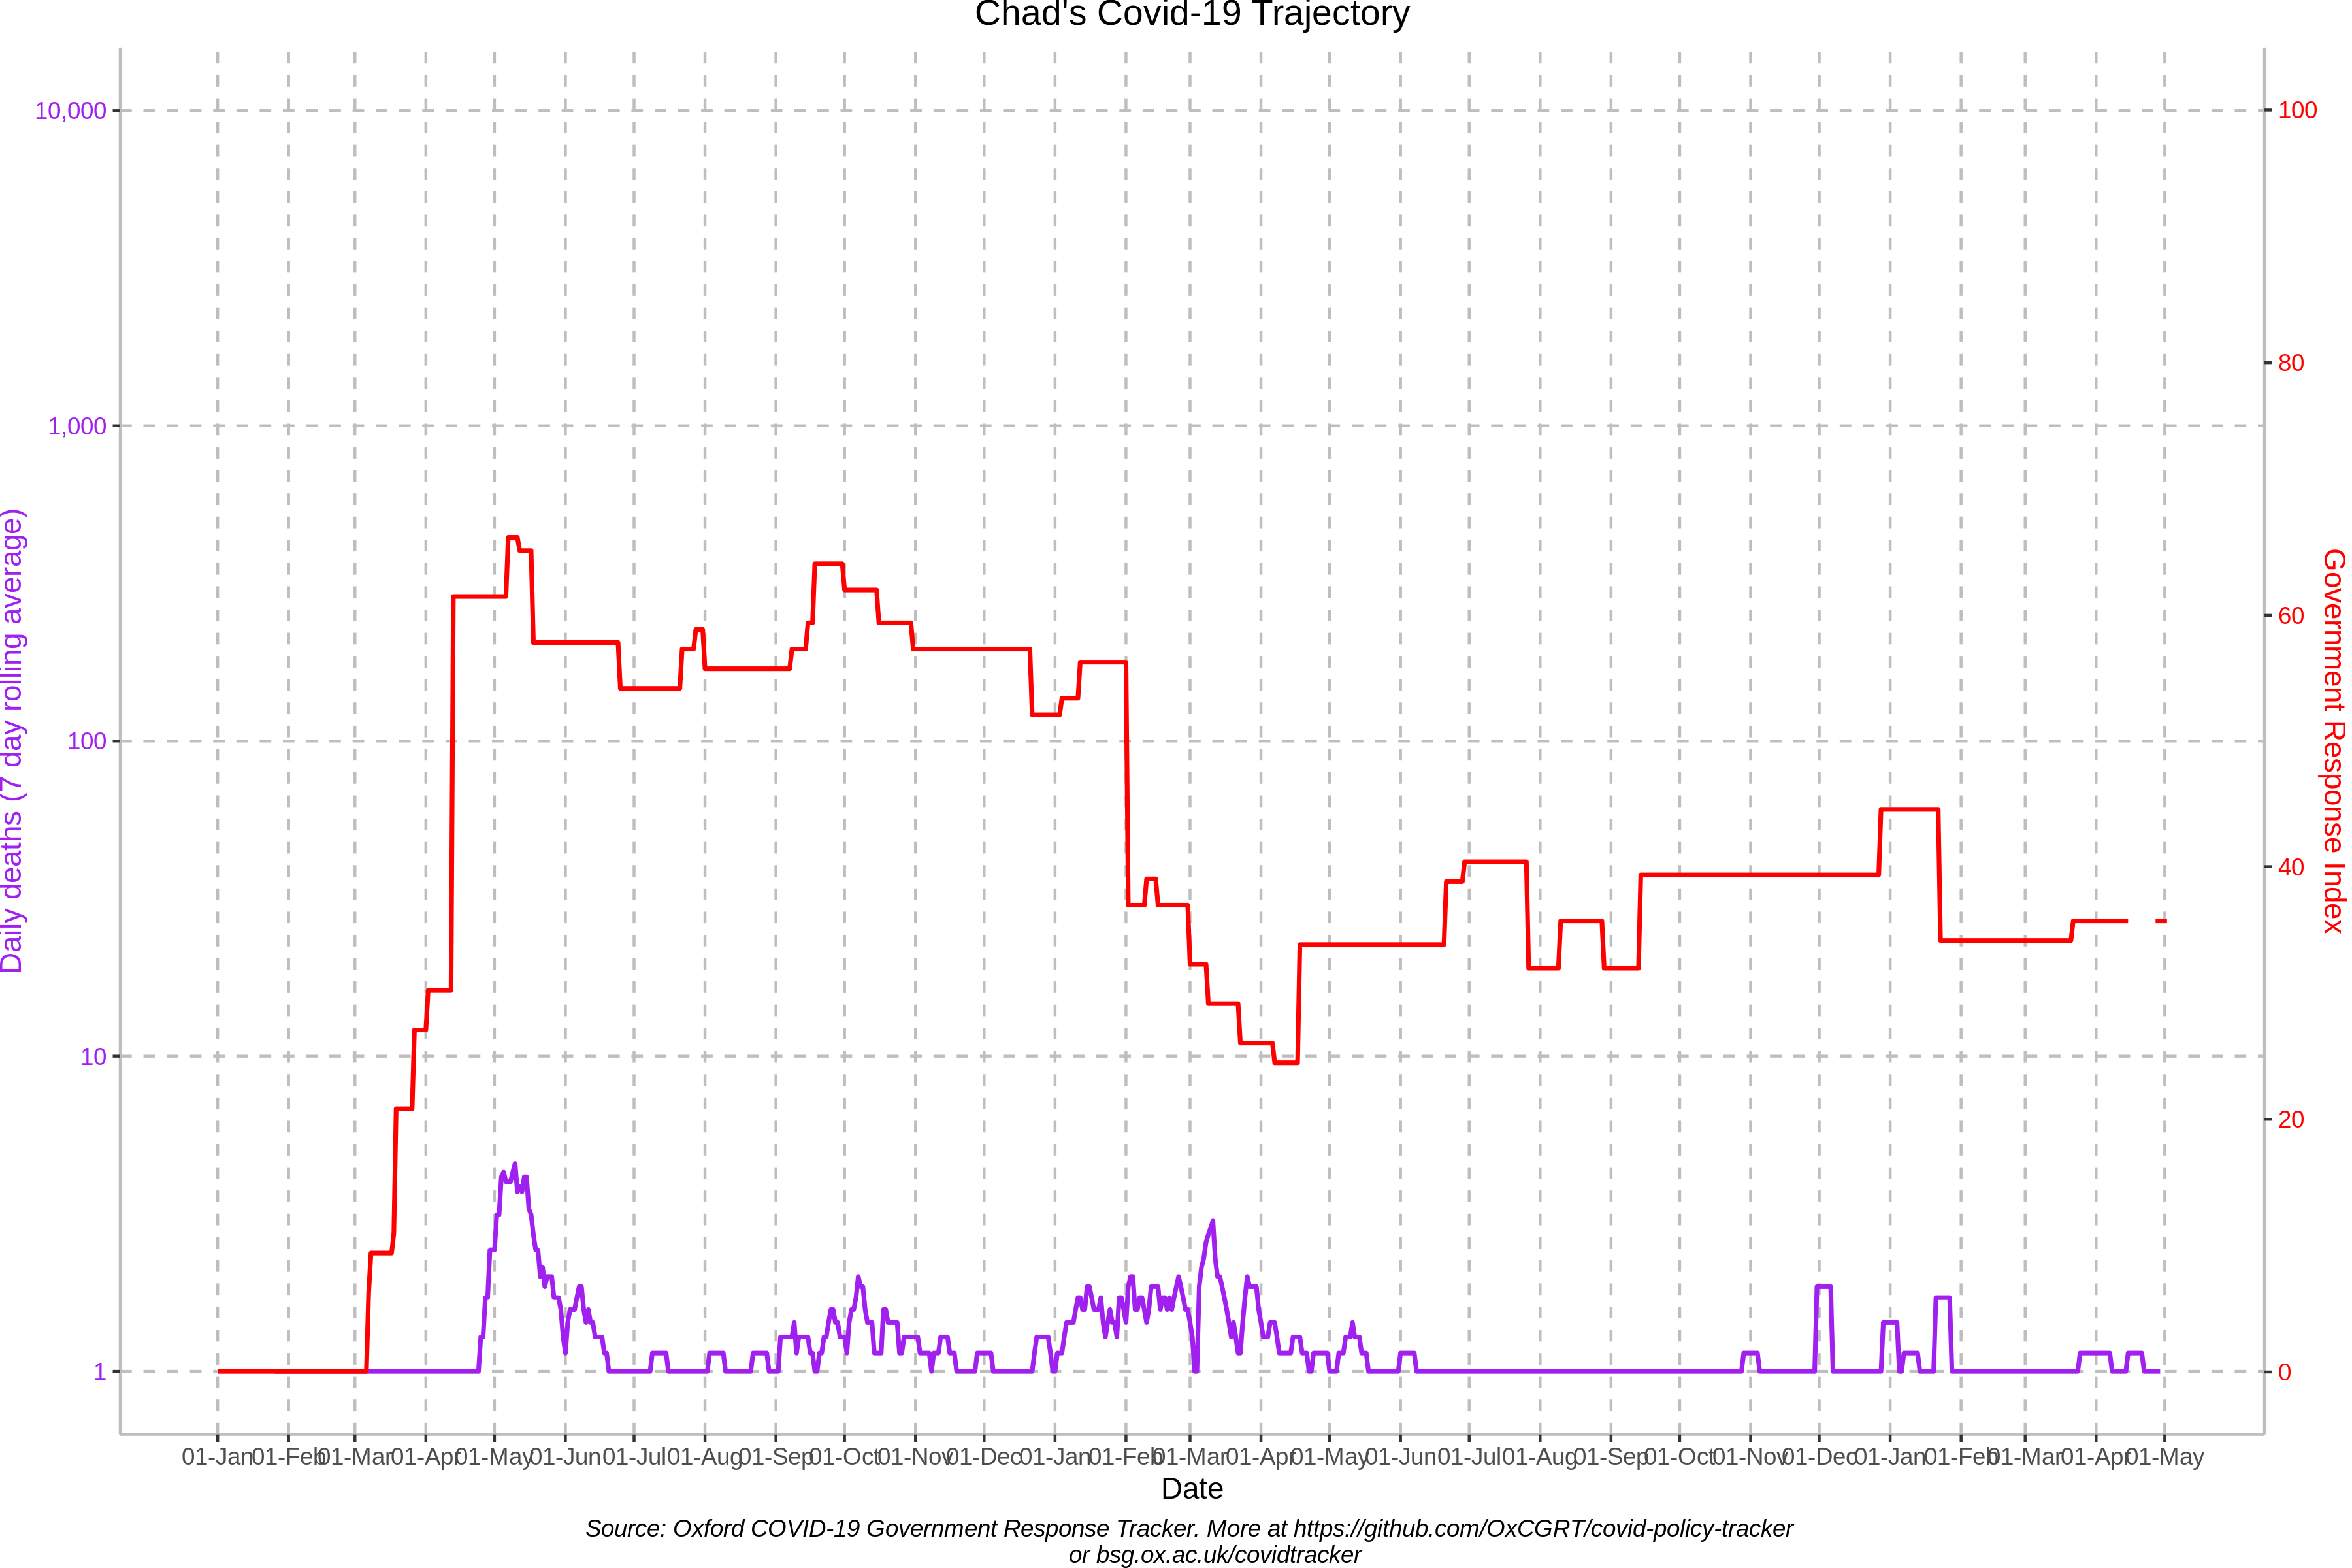 Chad's Covid-19 Trajectory
10,000
1,000
100
10
1
Daily deaths (7 day rolling average)
100
80
60
40
20
0
Government Response Index
01-Jan 01-Feb 01-Mar 01-Apr 01-May 01-Jun 01-Jul 01-Aug 01-Sep 01-Oct 01-Nov 01-Dec 01-Jan 01-Feb 01-Mar 01-Apr 01-May 01-Jun 01-Jul 01-Aug 01-Sep 01-Oct 01-Nov 01-Dec 01-Jan 01-Feb 01-Mar 01-Apr 01-May
Date
Source: Oxford COVID-19 Government Response Tracker. More at https://github.com/OxCGRT/covid-policy-tracker
or bsg.ox.ac.uk/covidtracker